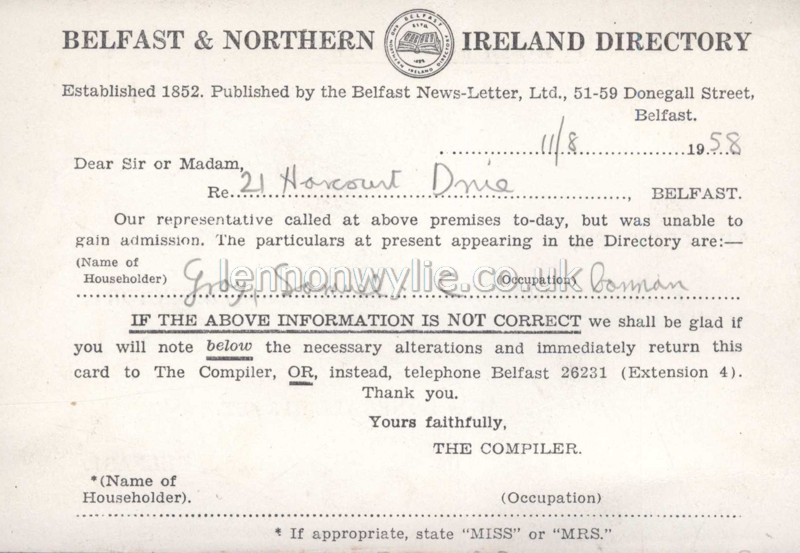 BELFAST & NORTHERN IRELAND DIRECTORY
Established 1852. Published by the Belfast News-Letter, Ltd., 51-59 Donegall Street,
Belfast.
11/8 1958
Dear Sir or Madam,
Re 21 Harcourt Drive, BELFAST.
Our representative called at above premises to-day, but was unable to
gain admission. The particulars at present appearing in the Directory are:—
(Name of
Householder) Gray, Samuel (Occupation)
lennonwylie.co.uk
IF THE ABOVE INFORMATION IS NOT CORRECT we shall be glad if
you will note below the necessary alterations and immediately return this
card to The Compiler, OR, instead, telephone Belfast 26231 (Extension 4).
Thank you.
Yours faithfully,
THE COMPILER.
*(Name of
Householder). (Occupation)
* If appropriate, state "MISS" or "MRS."